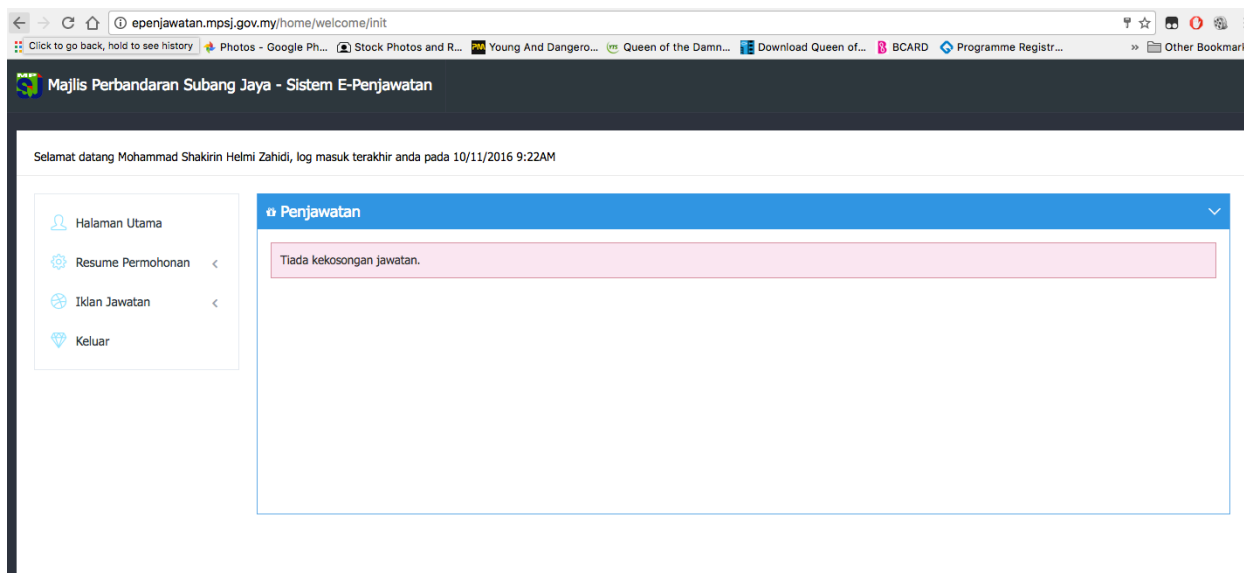 epenjawatan.mpsj.gov.my/home/welcome/init
Click to go back, hold to see history
Photos - Google Ph... Stock Photos and R... Young And Dangero... Queen of the Damn... Download Queen of... BCARD Programme Registr... » Other Bookmark
Majlis Perbandaran Subang Jaya - Sistem E-Penjawatan
Selamat datang Mohammad Shakirin Helmi Zahidi, log masuk terakhir anda pada 10/11/2016 9:22AM
Halaman Utama
Resume Permohonan
Iklan Jawatan
Keluar
Penjawatan
Tiada kekosongan jawatan.